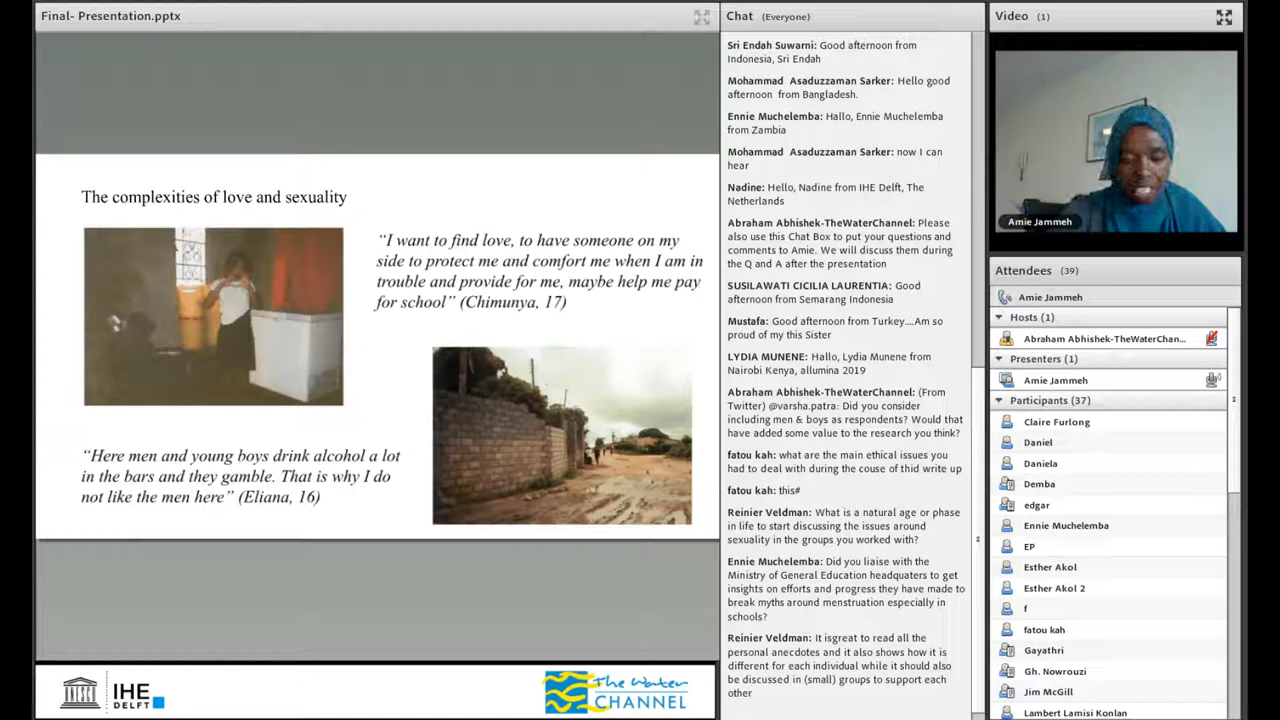 Final- Presentation.pptx
The complexities of love and sexuality
“I want to find love, to have someone on my
side to protect me and comfort me when I am in
trouble and provide for me, maybe help me pay
for school” (Chimunya, 17)
“Here men and young boys drink alcohol a lot
in the bars and they gamble. That is why I do
not like the men here” (Eliana, 16)
UNESCO
IHE
DELFT
The Water
CHANNEL
Chat (Everyone)
Sri Endah Suwarni: Good afternoon from
Indonesia, Sri Endah
Mohammad Asaduzzaman Sarker: Hello good
afternoon from Bangladesh.
Ennie Muchelemba: Hallo, Ennie Muchelemba
from Zambia
Mohammad Asaduzzaman Sarker: now I can
hear
Nadine: Hello, Nadine from IHE Delft, The
Netherlands
Abraham Abhishek-TheWaterChannel: Please
also use this Chat Box to put your questions and
comments to Amie. We will discuss them during
the Q and A after the presentation
SUSILAWATI CICILIA LAURENTIA: Good
afternoon from Semarang Indonesia
Mustafa: Good afternoon from Turkey....Am so
proud of my this Sister
LYDIA MUNENE: Hallo, Lydia Munene from
Nairobi Kenya, allumina 2019
Abraham Abhishek-TheWaterChannel: (From
Twitter) @varsha.patra: Did you consider
including men & boys as respondents? Would that
have added some value to the research you think?
fatou kah: what are the main ethical issues you
had to deal with during the couse of thid write up
fatou kah: this#
Reinier Veldman: What is a natural age or phase
in life to start discussing the issues around
sexuality in the groups you worked with?
Ennie Muchelemba: Did you liaise with the
Ministry of General Education headquaters to get
insights on efforts and progress they have made to
break myths around menstruation especially in
schools?
Reinier Veldman: It isgreat to read all the
personal anecdotes and it also shows how it is
different for each individual while it should also
be discussed in (small) groups to support each
other
Video (1)
Amie Jammeh
Attendees (39)
Amie Jammeh
Hosts (1)
Abraham Abhishek-TheWaterChan...
Presenters (1)
Amie Jammeh
Participants (37)
Claire Furlong
Daniel
Daniela
Demba
edgar
Ennie Muchelemba
EP
Esther Akol
Esther Akol 2
f
fatou kah
Gayathri
Gh. Nowrouzi
Jim McGill
Lambert Lamisi Konlan